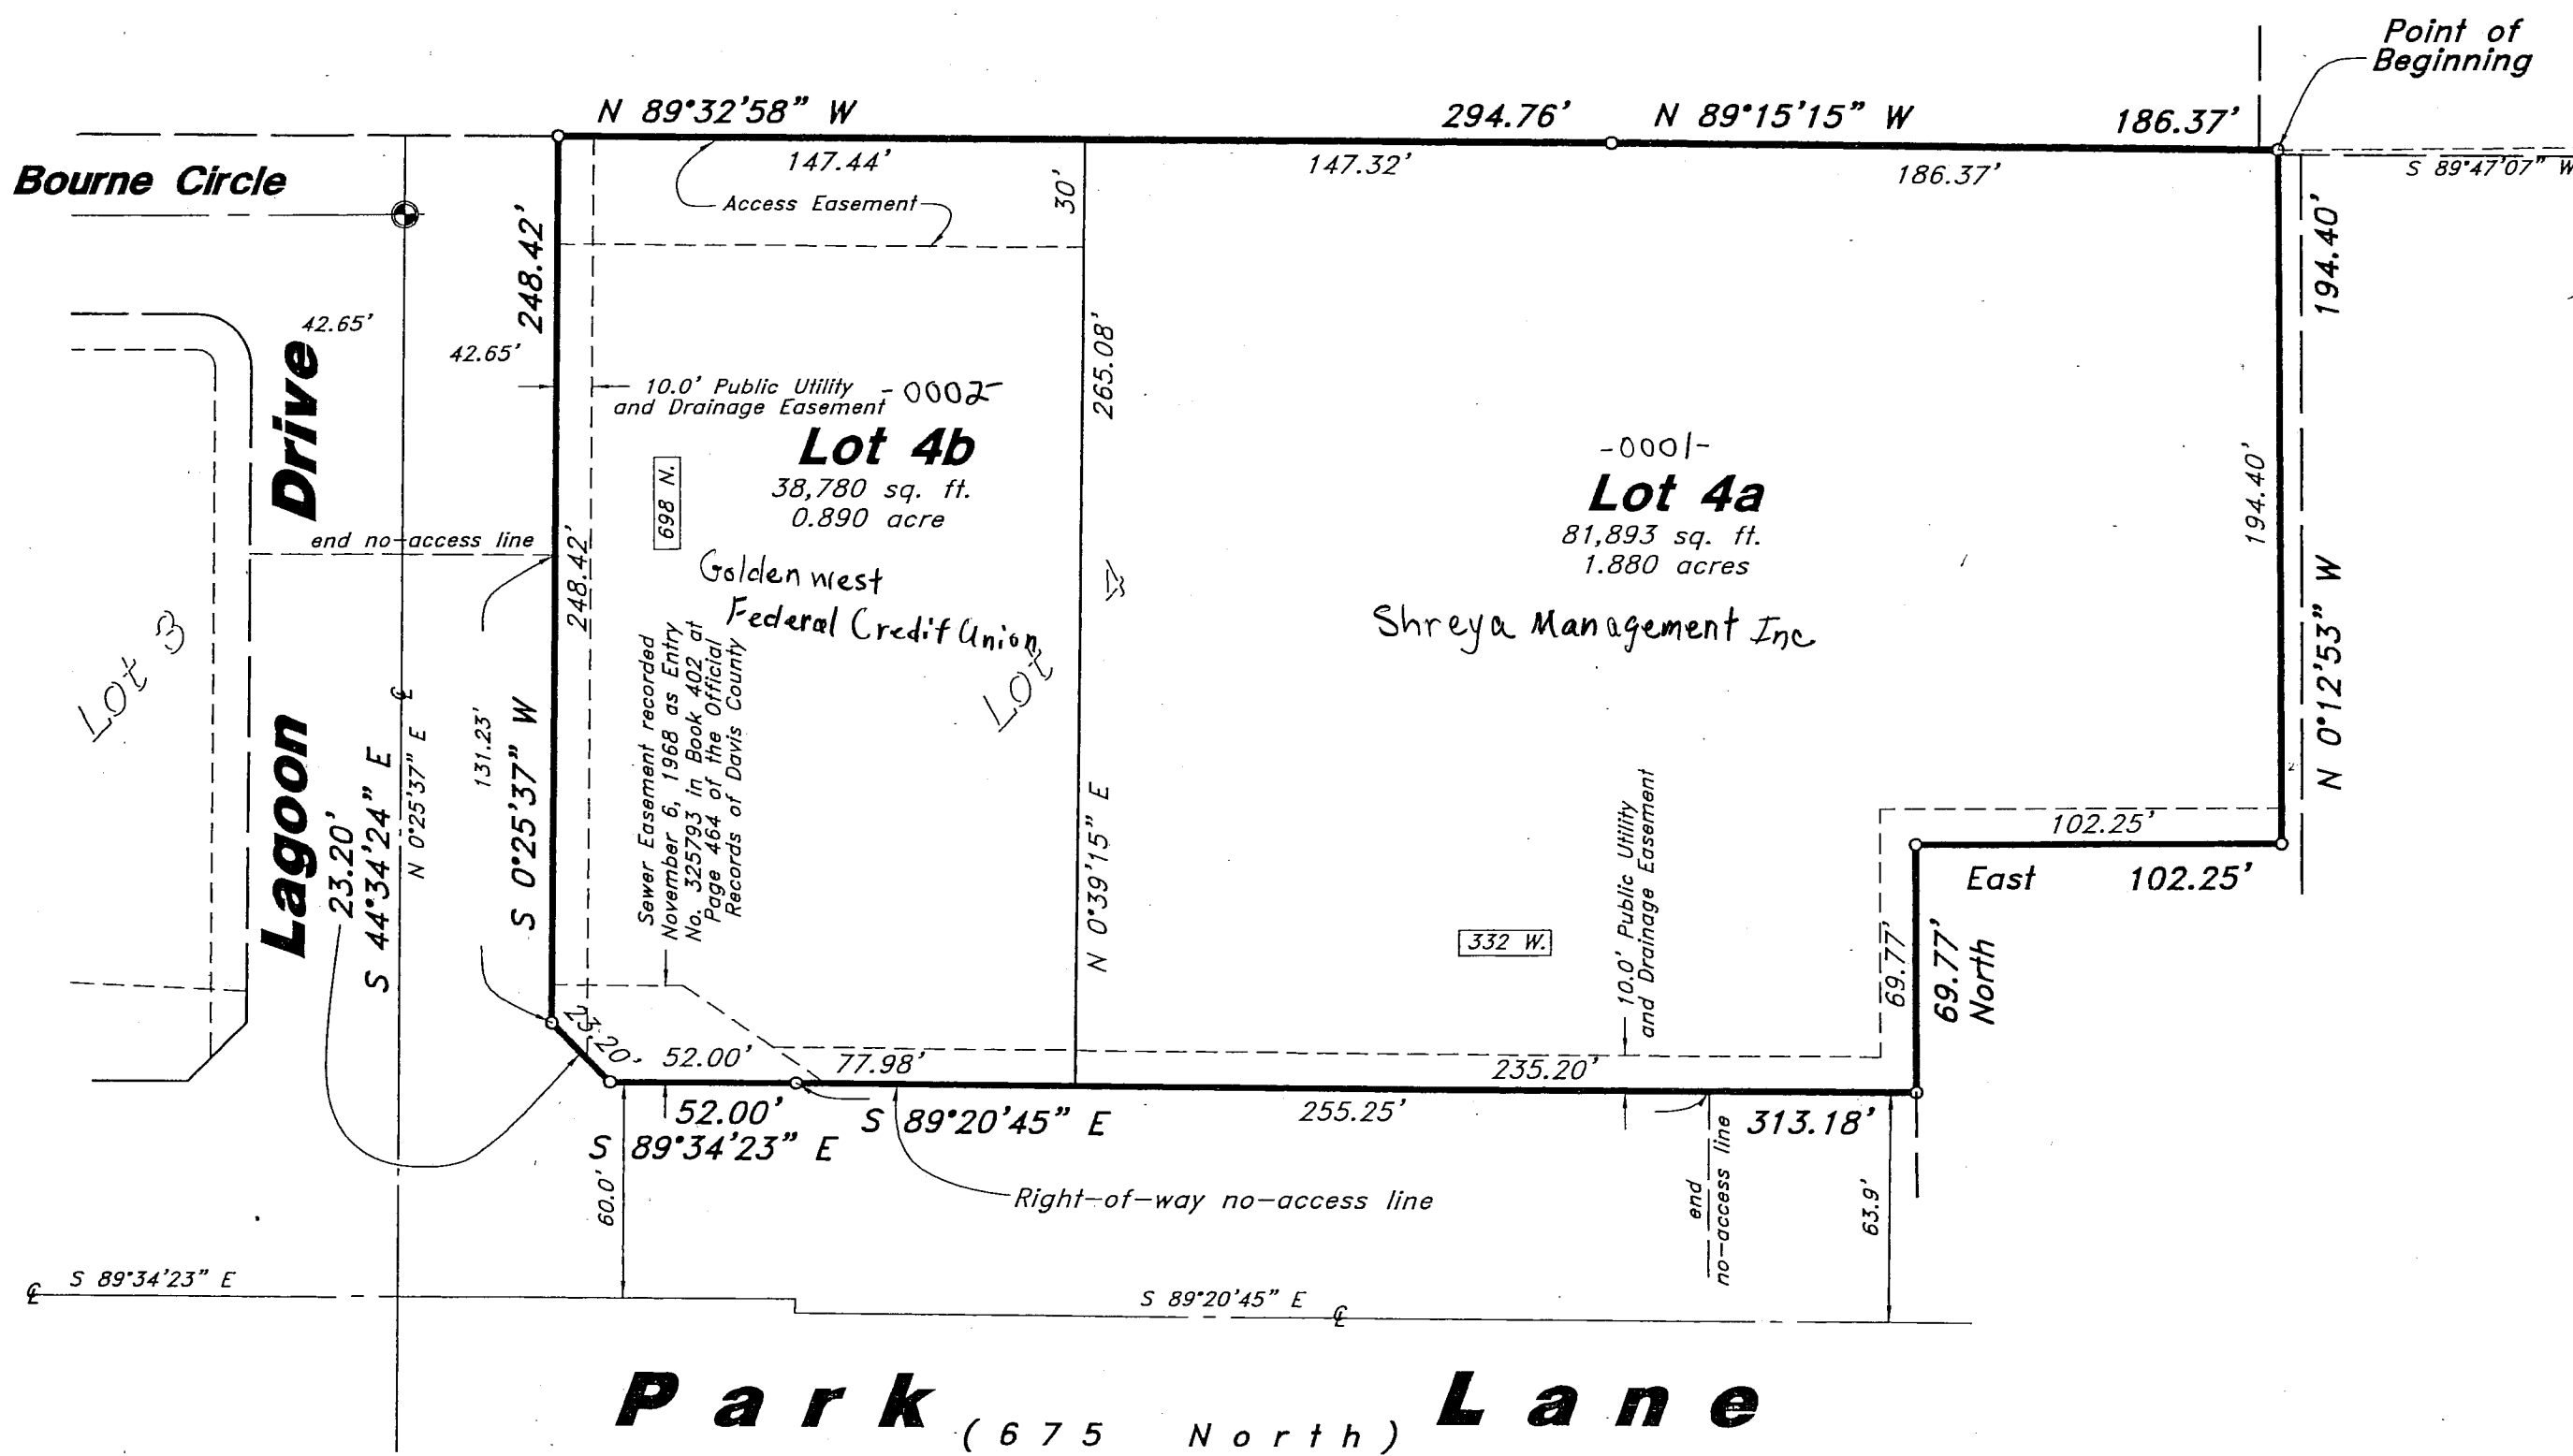 Point of
Beginning
N 89°32'58" W
294.76'
N 89°15'15" W
186.37'
147.44'
147.32'
186.37'
S 89°47'07" W
Bourne Circle
Access Easement
30'
248.42'
194.40'
42.65'
42.65'
265.08'
10.0' Public Utility
and Drainage Easement
-0002-
Lot 4b
38,780 sq. ft.
0.890 acre
698 N.
Golden west
Federal Credit Union
-0001-
Lot 4a
81,893 sq. ft.
1.880 acres
Shreya Management Inc
194.40'
N 0°12'53" W
end no-access line
248.42'
Lagoon Drive
Lot 3
Lot
131.23'
S 0°25'37" W
N 0°25'37" E
23.20'
S 44°34'24" E
Sewer Easement recorded
November 6, 1968 as Entry
No. 325793 in Book 402 at
Page 464 of the Official
Records of Davis County
N 0°39'15" E
332 W.
10.0' Public Utility
and Drainage Easement
102.25'
East 102.25'
69.77'
69.77'
North
23.20'
52.00'
77.98'
235.20'
52.00'
S 89°34'23" E
S 89°20'45" E
255.25'
313.18'
60.0'
Right-of-way no-access line
end
no-access line
63.9'
S 89°34'23" E
S 89°20'45" E
Park Lane
(675 North)